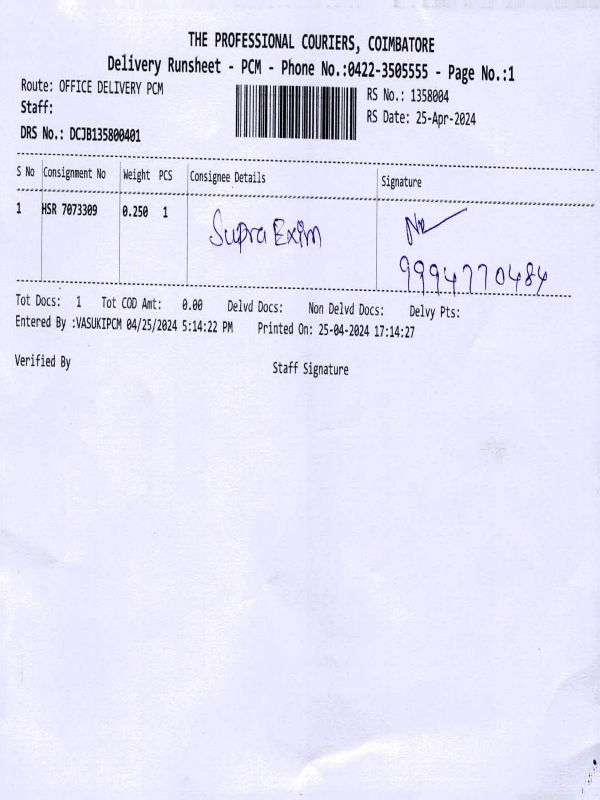 THE PROFESSIONAL COURIERS, COIMBATORE
Delivery Runsheet - PCM - Phone No.:0422-3505555 - Page No.:1
Route: OFFICE DELIVERY PCM
RS No.: 1358004
Staff:
RS Date: 25-Apr-2024
DRS No.: DCJB135800401
S No Consignment No Weight PCS Consignee Details Signature
1 HSR 7073309 0.250 1 Supra Exim
9994770484
Tot Docs: 1 Tot COD Amt: 0.00 Delvd Docs: Non Delvd Docs: Delvy Pts:
Entered By :VASUKIPCM 04/25/2024 5:14:22 PM Printed On: 25-04-2024 17:14:27
Verified By Staff Signature